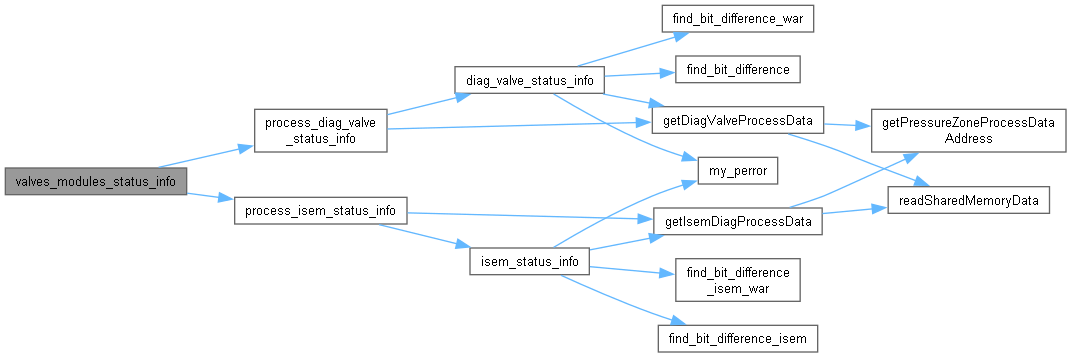 find_bit_difference_war
diag_valve_status_info
find_bit_difference
process_diag_valve
_status_info
getDiagValveProcessData
getPressureZoneProcessData
Address
valves_modules_status_info
my_perror
process_isem_status_info
getIsemDiagProcessData
readSharedMemoryData
isem_status_info
find_bit_difference
_isem_war
find_bit_difference_isem